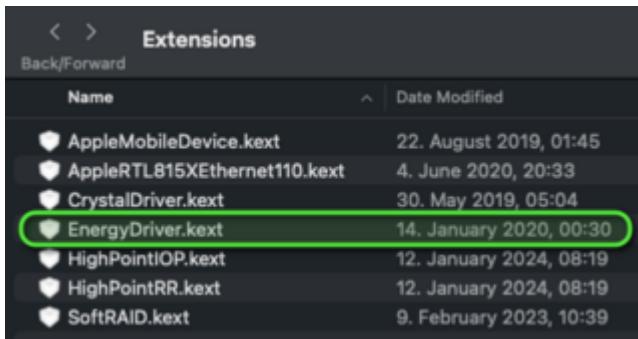 Extensions
Back/Forward
Name Date Modified
AppleMobileDevice.kext 22. August 2019, 01:45
AppleRTL815XEthernet110.kext 4. June 2020, 20:33
CrystalDriver.kext 30. May 2019, 05:04
EnergyDriver.kext 14. January 2020, 00:30
HighPointIOP.kext 12. January 2024, 08:19
HighPointRR.kext 12. January 2024, 08:19
SoftRAID.kext 9. February 2023, 10:39